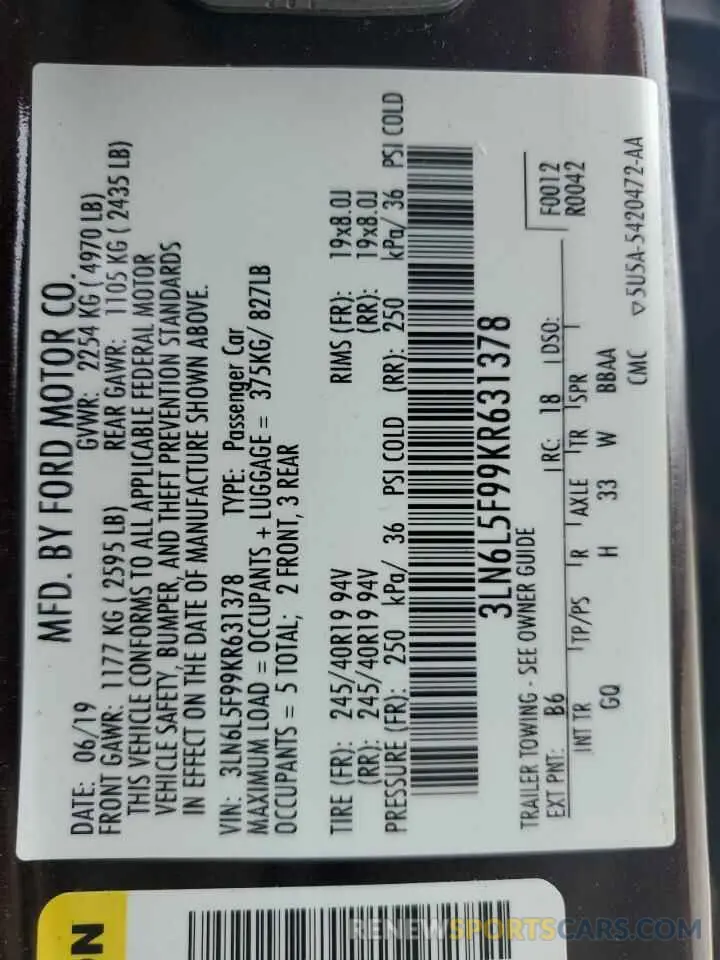 MFD. BY FORD MOTOR CO.
DATE: 06/19 GVWR: 2254 KG ( 4970 LB)
FRONT GAWR: 1177 KG ( 2595 LB) REAR GAWR: 1105 KG ( 2435 LB)
THIS VEHICLE CONFORMS TO ALL APPLICABLE FEDERAL MOTOR
VEHICLE SAFETY, BUMPER, AND THEFT PREVENTION STANDARDS
IN EFFECT ON THE DATE OF MANUFACTURE SHOWN ABOVE.
VIN: 3LN6L5F99KR631378 TYPE: Passenger Car
MAXIMUM LOAD = OCCUPANTS + LUGGAGE = 375KG/ 827LB
OCCUPANTS = 5 TOTAL; 2 FRONT, 3 REAR
TIRE (FR): 245/40R19 94V RIMS (FR): 19x8.0J
(RR): 245/40R19 94V (RR): 19x8.0J
PRESSURE (FR): 250 kPa/ 36 PSI COLD (RR): 250 kPa/ 36 PSI COLD
3LN6L5F99KR631378
TRAILER TOWING - SEE OWNER GUIDE
EXT PNT: B6 RC: 18 DSO: F0012
R0042
INT TR TP/PS R AXLE TR SPR
GQ H 33 W BBAA
CMC ▽5U5A-5420472-AA
ON
RENEWSPORTSCARS.COM